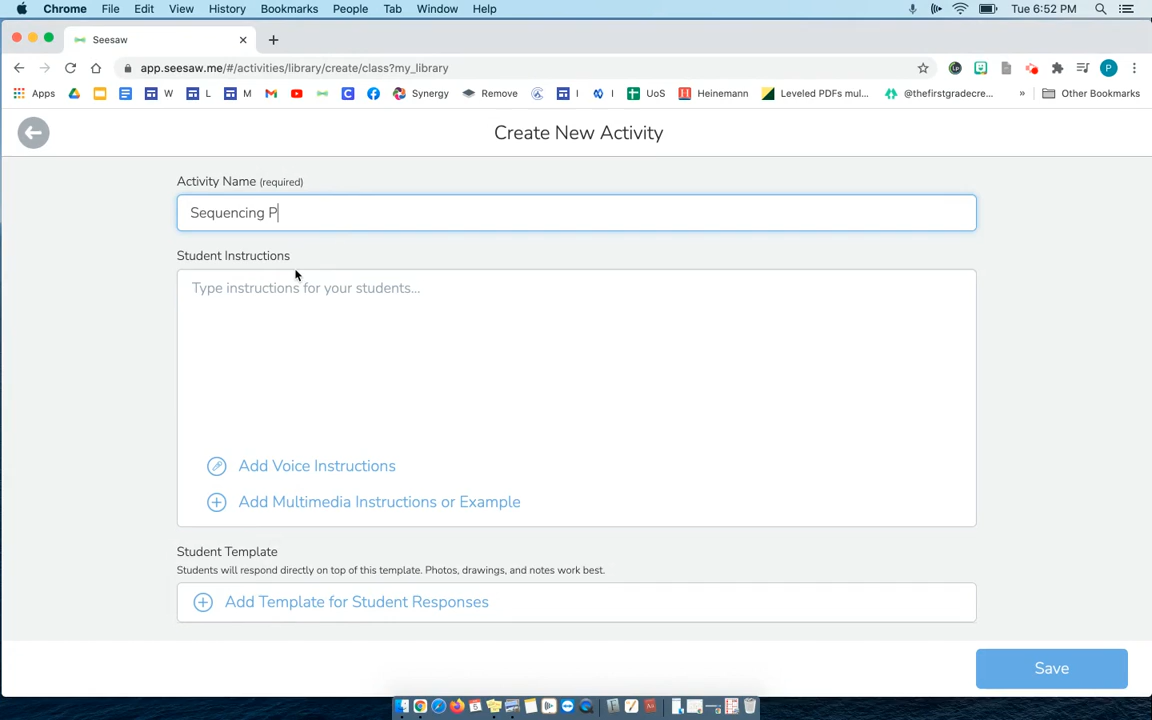 Chrome File Edit View History Bookmarks People Tab Window Help Tue 6:52 PM
Seesaw
app.seesaw.me/#/activities/library/create/class?my_library P
Apps W L M Synergy Remove I I UoS Heinemann Leveled PDFs mul... @thefirstgradecre... » Other Bookmarks
Create New Activity
Activity Name (required)
Sequencing P
Student Instructions
Type instructions for your students...
Add Voice Instructions
Add Multimedia Instructions or Example
Student Template
Students will respond directly on top of this template. Photos, drawings, and notes work best.
Add Template for Student Responses
Save